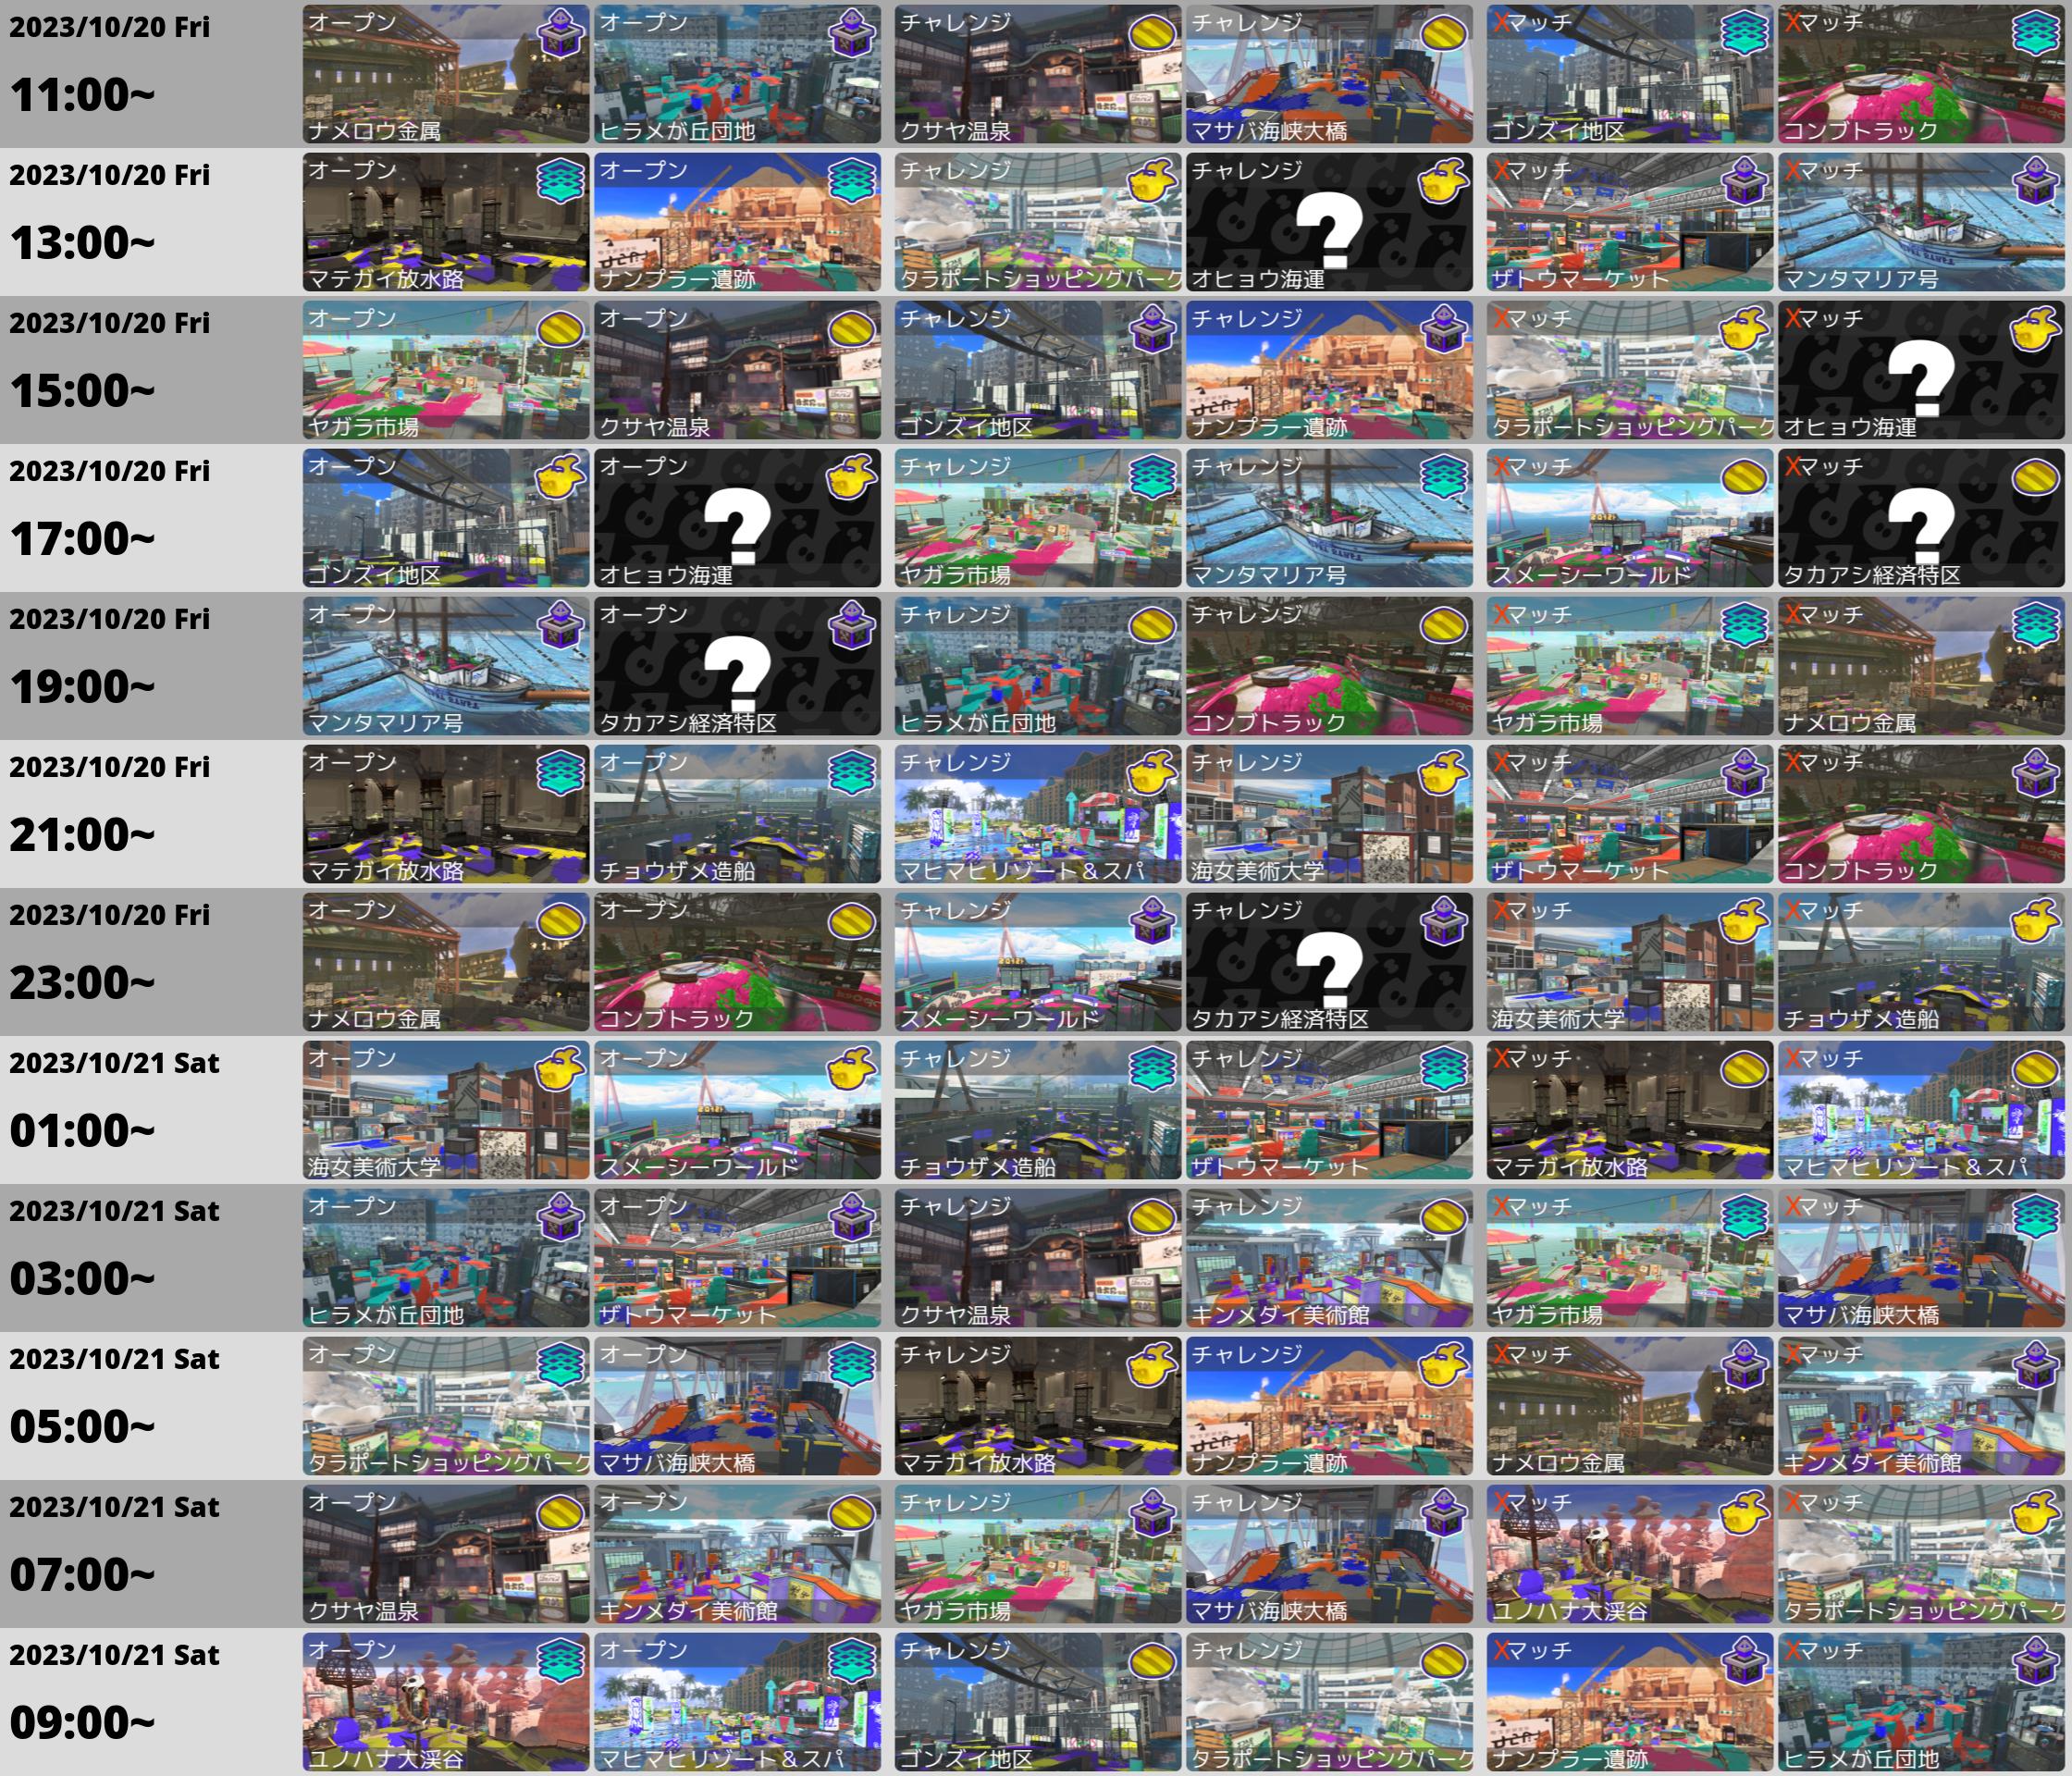 2023/10/20 Fri
11:00~
オープン
ナメロウ金属
オープン
ヒラメが丘団地
チャレンジ
クサヤ温泉
チャレンジ
マサバ海峡大橋
Xマッチ
ゴンズイ地区
Xマッチ
コンブトラック
2023/10/20 Fri
13:00~
オープン
マテガイ放水路
オープン
ナンプラー遺跡
チャレンジ
タラポートショッピングパーク
チャレンジ
?
オヒョウ海運
Xマッチ
ザトウマーケット
Xマッチ
マンタマリア号
2023/10/20 Fri
15:00~
オープン
ヤガラ市場
オープン
クサヤ温泉
チャレンジ
ゴンズイ地区
チャレンジ
ナンプラー遺跡
Xマッチ
タラポートショッピングパーク
Xマッチ
?
オヒョウ海運
2023/10/20 Fri
17:00~
オープン
ゴンズイ地区
オープン
?
オヒョウ海運
チャレンジ
ヤガラ市場
チャレンジ
マンタマリア号
Xマッチ
スメーシーワールド
Xマッチ
?
タカアシ経済特区
2023/10/20 Fri
19:00~
オープン
マンタマリア号
オープン
?
タカアシ経済特区
チャレンジ
ヒラメが丘団地
チャレンジ
コンブトラック
Xマッチ
ヤガラ市場
Xマッチ
ナメロウ金属
2023/10/20 Fri
21:00~
オープン
マテガイ放水路
オープン
チョウザメ造船
チャレンジ
マヒマヒリゾート＆スパ
チャレンジ
海女美術大学
Xマッチ
ザトウマーケット
Xマッチ
コンブトラック
2023/10/20 Fri
23:00~
オープン
ナメロウ金属
オープン
コンブトラック
チャレンジ
スメーシーワールド
チャレンジ
?
タカアシ経済特区
Xマッチ
海女美術大学
Xマッチ
チョウザメ造船
2023/10/21 Sat
01:00~
オープン
海女美術大学
オープン
スメーシーワールド
チャレンジ
チョウザメ造船
チャレンジ
ザトウマーケット
Xマッチ
マテガイ放水路
Xマッチ
マヒマヒリゾート＆スパ
2023/10/21 Sat
03:00~
オープン
ヒラメが丘団地
オープン
ザトウマーケット
チャレンジ
クサヤ温泉
チャレンジ
キンメダイ美術館
Xマッチ
ヤガラ市場
Xマッチ
マサバ海峡大橋
2023/10/21 Sat
05:00~
オープン
タラポートショッピングパーク
オープン
マサバ海峡大橋
チャレンジ
マテガイ放水路
チャレンジ
ナンプラー遺跡
Xマッチ
ナメロウ金属
Xマッチ
キンメダイ美術館
2023/10/21 Sat
07:00~
オープン
クサヤ温泉
オープン
キンメダイ美術館
チャレンジ
ヤガラ市場
チャレンジ
マサバ海峡大橋
Xマッチ
ユノハナ大渓谷
Xマッチ
タラポートショッピングパーク
2023/10/21 Sat
09:00~
オープン
ユノハナ大渓谷
オープン
マヒマヒリゾート＆スパ
チャレンジ
ゴンズイ地区
チャレンジ
タラポートショッピングパーク
Xマッチ
ナンプラー遺跡
Xマッチ
ヒラメが丘団地